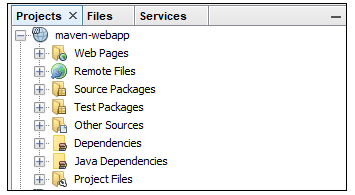 Projects Files Services
maven-webapp
Web Pages
Remote Files
Source Packages
Test Packages
Other Sources
Dependencies
Java Dependencies
Project Files